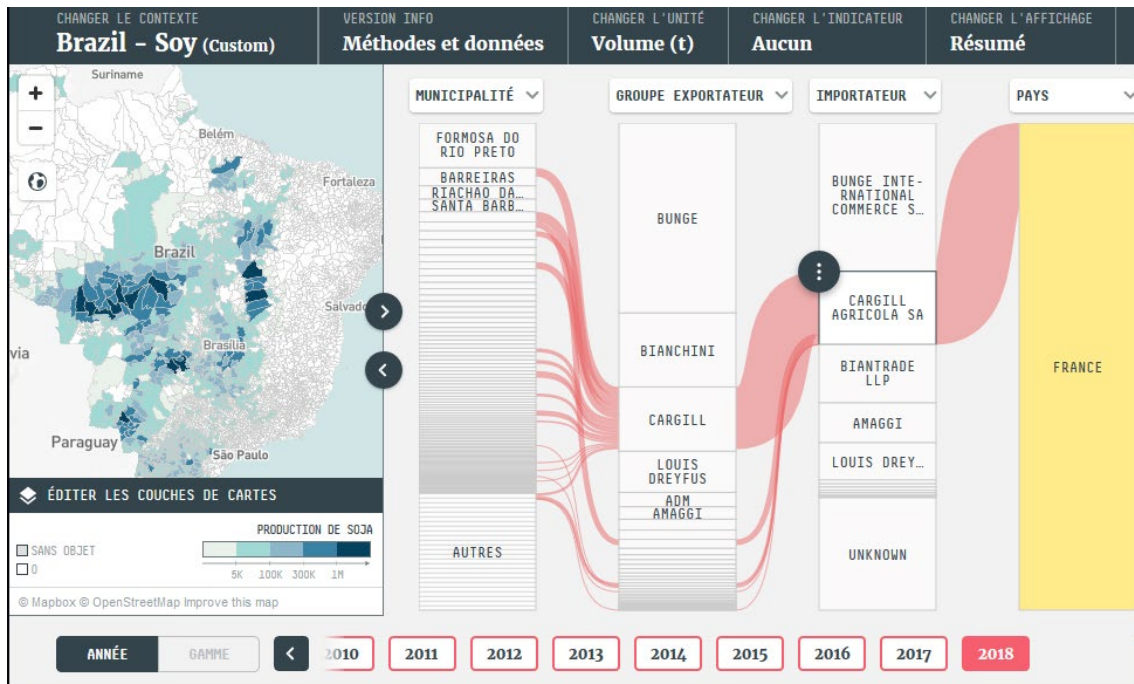 CHANGER LE CONTEXTE
Brazil – Soy (Custom)
VERSION INFO
Méthodes et données
CHANGER L'UNITÉ
Volume (t)
CHANGER L'INDICATEUR
Aucun
CHANGER L'AFFICHAGE
Résumé
Suriname
+
−
Belém
Fortaleza
Brazil
Salvador
Brasília
via
Paraguay
São Paulo
ÉDITER LES COUCHES DE CARTES
PRODUCTION DE SOJA
SANS OBJET
0
5K 100K 300K 1M
© Mapbox © OpenStreetMap Improve this map
MUNICIPALITÉ
FORMOSA DO
RIO PRETO
BARREIRAS
RIACHAO DA…
SANTA BARB…
AUTRES
GROUPE EXPORTATEUR
BUNGE
BIANCHINI
CARGILL
LOUIS
DREYFUS
ADM
AMAGGI
IMPORTATEUR
BUNGE INTE-
RNATIONAL
COMMERCE S…
CARGILL
AGRICOLA SA
BIANTRADE
LLP
AMAGGI
LOUIS DREY…
UNKNOWN
PAYS
FRANCE
ANNÉE
GAMME
2010 2011 2012 2013 2014 2015 2016 2017 2018